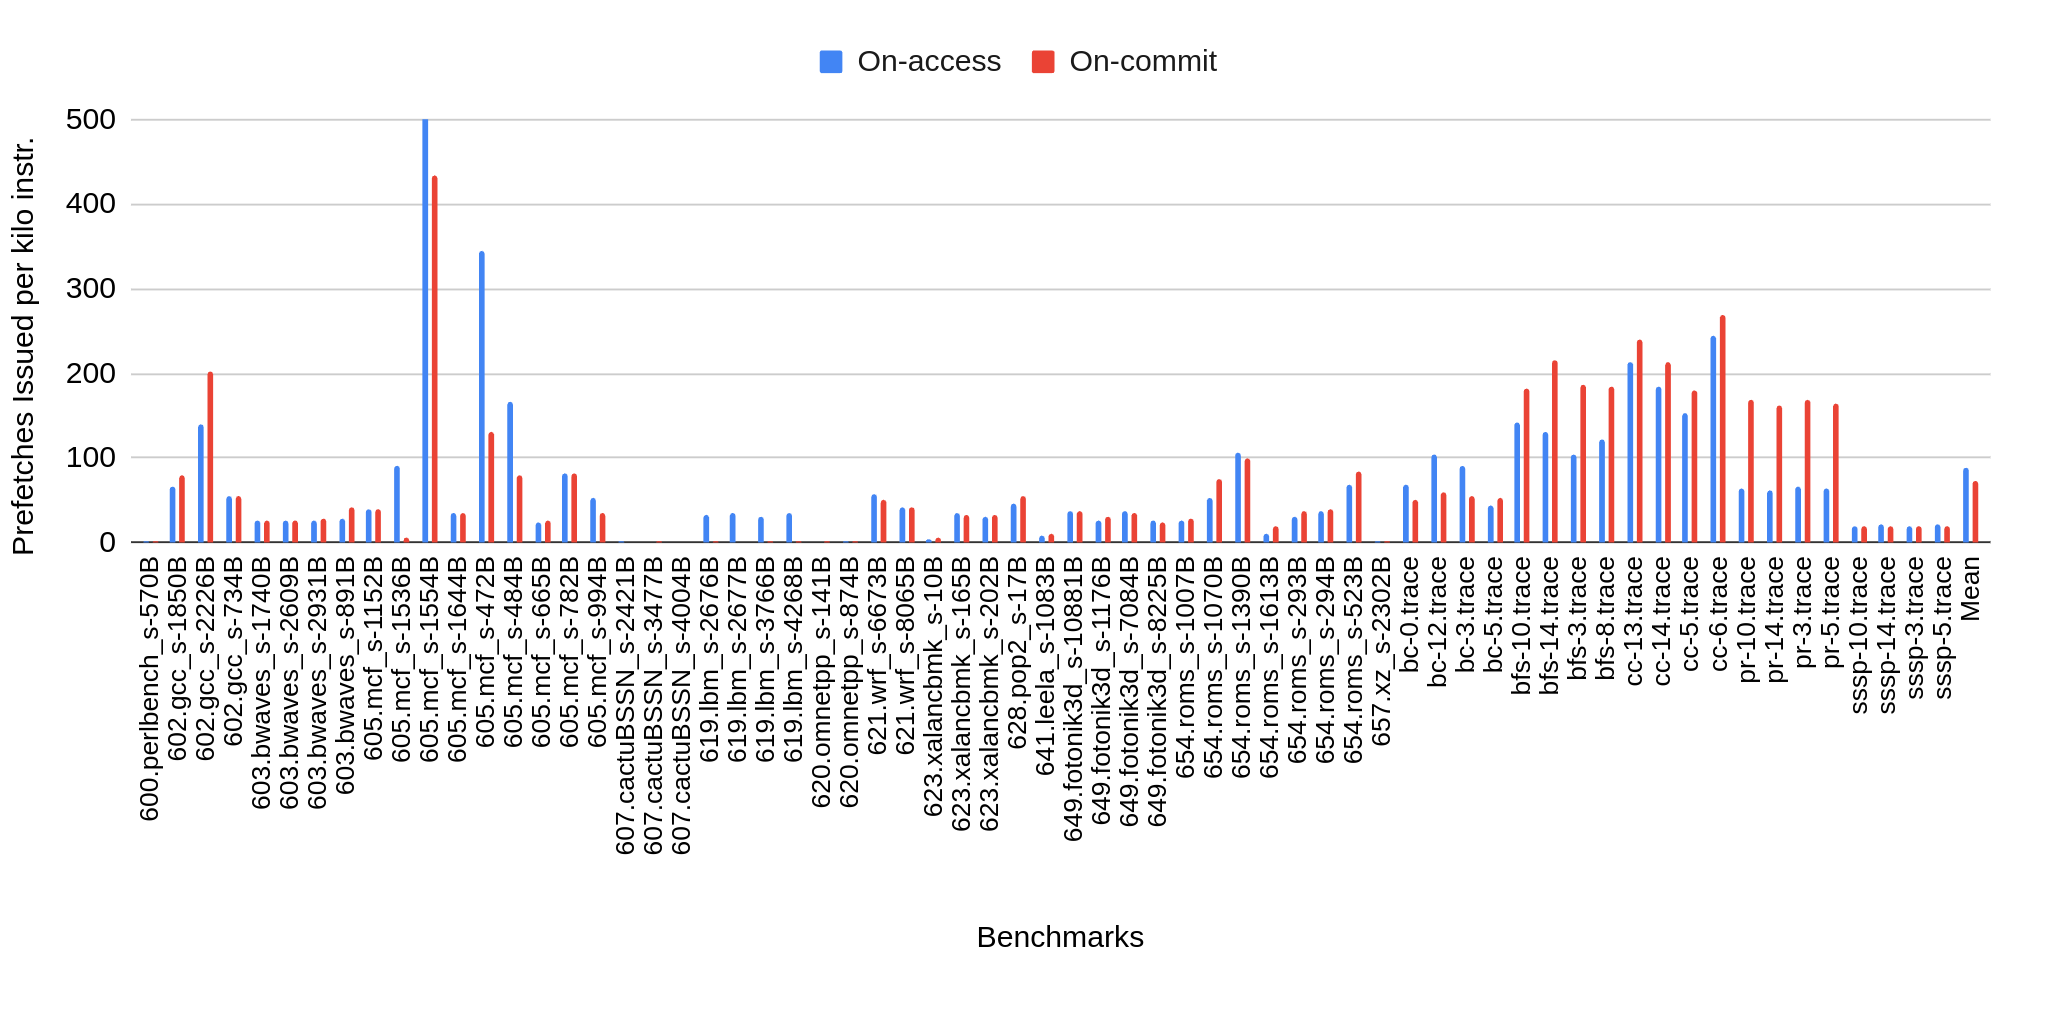 On-access
On-commit
Prefetches Issued per kilo instr.
500
400
300
200
100
0
600.perlbench_s-570B
602.gcc_s-1850B
602.gcc_s-2226B
602.gcc_s-734B
603.bwaves_s-1740B
603.bwaves_s-2609B
603.bwaves_s-2931B
603.bwaves_s-891B
605.mcf_s-1152B
605.mcf_s-1536B
605.mcf_s-1554B
605.mcf_s-1644B
605.mcf_s-472B
605.mcf_s-484B
605.mcf_s-665B
605.mcf_s-782B
605.mcf_s-994B
607.cactuBSSN_s-2421B
607.cactuBSSN_s-3477B
607.cactuBSSN_s-4004B
619.lbm_s-2676B
619.lbm_s-2677B
619.lbm_s-3766B
619.lbm_s-4268B
620.omnetpp_s-141B
620.omnetpp_s-874B
621.wrf_s-6673B
621.wrf_s-8065B
623.xalancbmk_s-10B
623.xalancbmk_s-165B
623.xalancbmk_s-202B
628.pop2_s-17B
641.leela_s-1083B
649.fotonik3d_s-10881B
649.fotonik3d_s-1176B
649.fotonik3d_s-7084B
649.fotonik3d_s-8225B
654.roms_s-1007B
654.roms_s-1070B
654.roms_s-1390B
654.roms_s-1613B
654.roms_s-293B
654.roms_s-294B
654.roms_s-523B
657.xz_s-2302B
bc-0.trace
bc-12.trace
bc-3.trace
bc-5.trace
bfs-10.trace
bfs-14.trace
bfs-3.trace
bfs-8.trace
cc-13.trace
cc-14.trace
cc-5.trace
cc-6.trace
pr-10.trace
pr-14.trace
pr-3.trace
pr-5.trace
sssp-10.trace
sssp-14.trace
sssp-3.trace
sssp-5.trace
Mean
Benchmarks